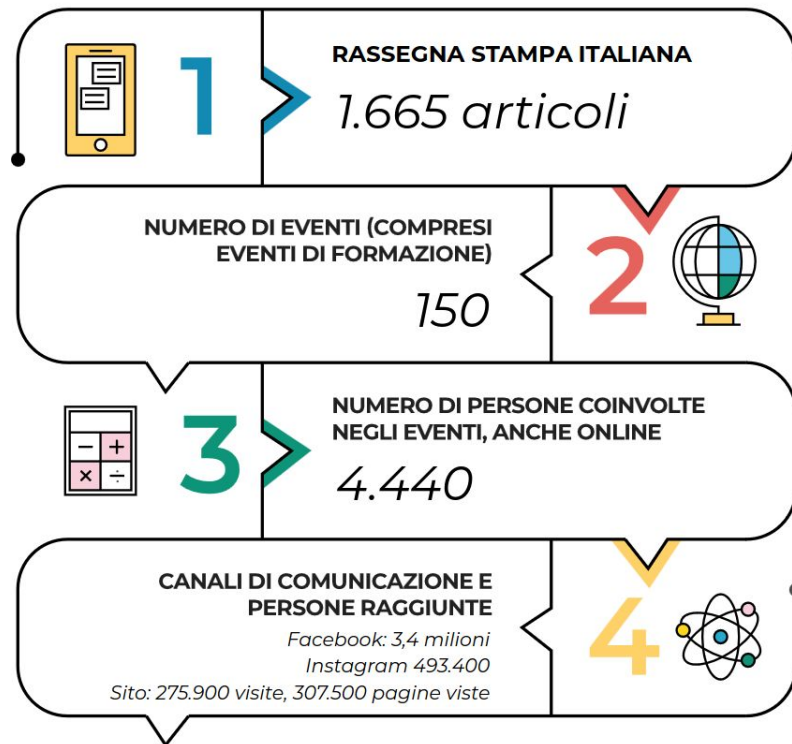 1
RASSEGNA STAMPA ITALIANA
1.665 articoli
NUMERO DI EVENTI (COMPRESI
EVENTI DI FORMAZIONE)
150
2
3
NUMERO DI PERSONE COINVOLTE
NEGLI EVENTI, ANCHE ONLINE
4.440
CANALI DI COMUNICAZIONE E
PERSONE RAGGIUNTE
Facebook: 3,4 milioni
Instagram 493.400
Sito: 275.900 visite, 307.500 pagine viste
4
− +
× ÷